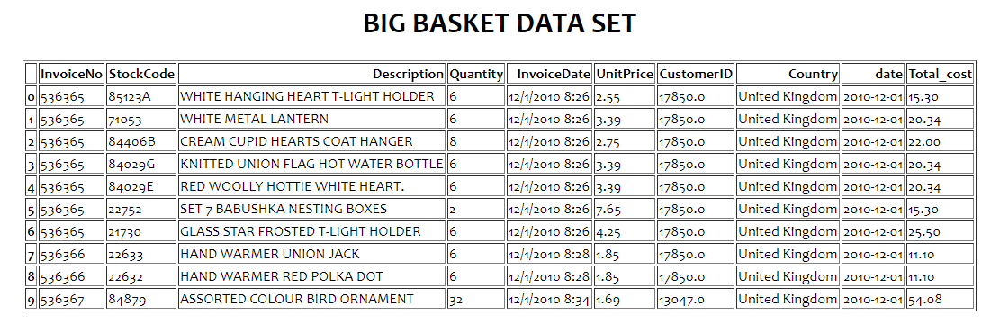 BIG BASKET DATA SET
InvoiceNo StockCode Description Quantity InvoiceDate UnitPrice CustomerID Country date Total_cost
0 536365 85123A WHITE HANGING HEART T-LIGHT HOLDER 6 12/1/2010 8:26 2.55 17850.0 United Kingdom 2010-12-01 15.30
1 536365 71053 WHITE METAL LANTERN 6 12/1/2010 8:26 3.39 17850.0 United Kingdom 2010-12-01 20.34
2 536365 84406B CREAM CUPID HEARTS COAT HANGER 8 12/1/2010 8:26 2.75 17850.0 United Kingdom 2010-12-01 22.00
3 536365 84029G KNITTED UNION FLAG HOT WATER BOTTLE 6 12/1/2010 8:26 3.39 17850.0 United Kingdom 2010-12-01 20.34
4 536365 84029E RED WOOLLY HOTTIE WHITE HEART. 6 12/1/2010 8:26 3.39 17850.0 United Kingdom 2010-12-01 20.34
5 536365 22752 SET 7 BABUSHKA NESTING BOXES 2 12/1/2010 8:26 7.65 17850.0 United Kingdom 2010-12-01 15.30
6 536365 21730 GLASS STAR FROSTED T-LIGHT HOLDER 6 12/1/2010 8:26 4.25 17850.0 United Kingdom 2010-12-01 25.50
7 536366 22633 HAND WARMER UNION JACK 6 12/1/2010 8:28 1.85 17850.0 United Kingdom 2010-12-01 11.10
8 536366 22632 HAND WARMER RED POLKA DOT 6 12/1/2010 8:28 1.85 17850.0 United Kingdom 2010-12-01 11.10
9 536367 84879 ASSORTED COLOUR BIRD ORNAMENT 32 12/1/2010 8:34 1.69 13047.0 United Kingdom 2010-12-01 54.08